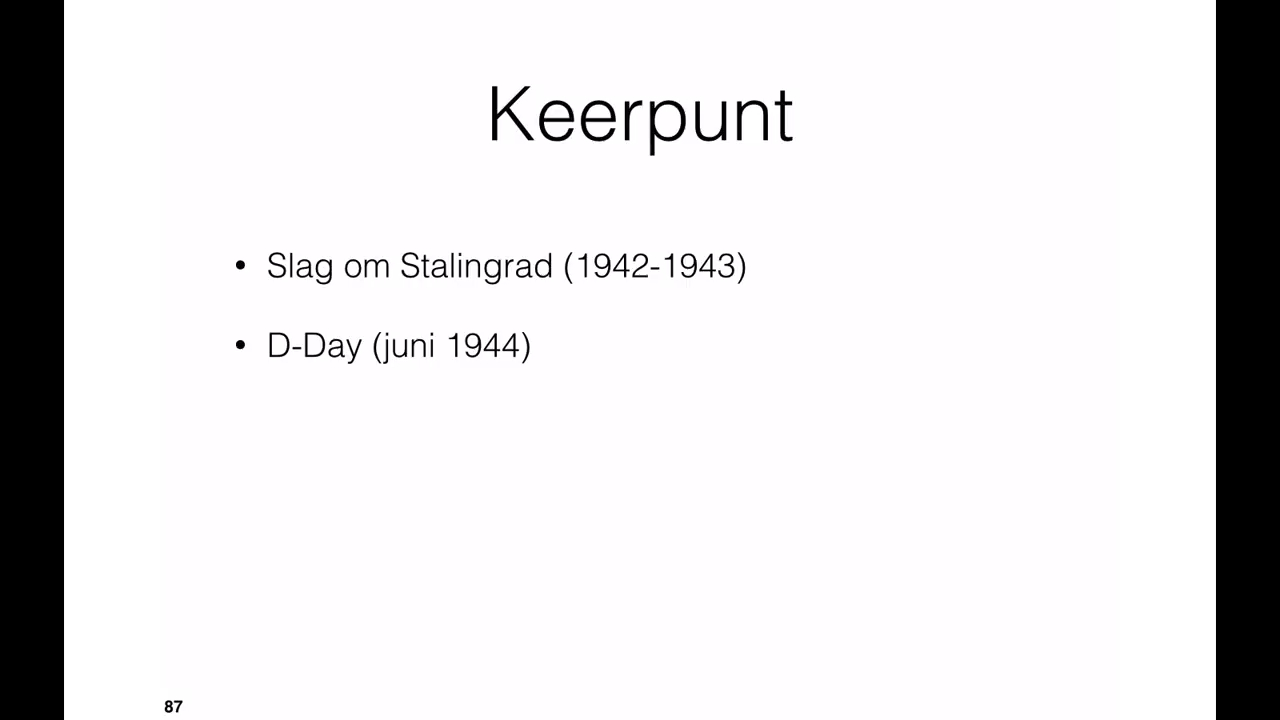 Keerpunt
• Slag om Stalingrad (1942-1943)
• D-Day (juni 1944)
87